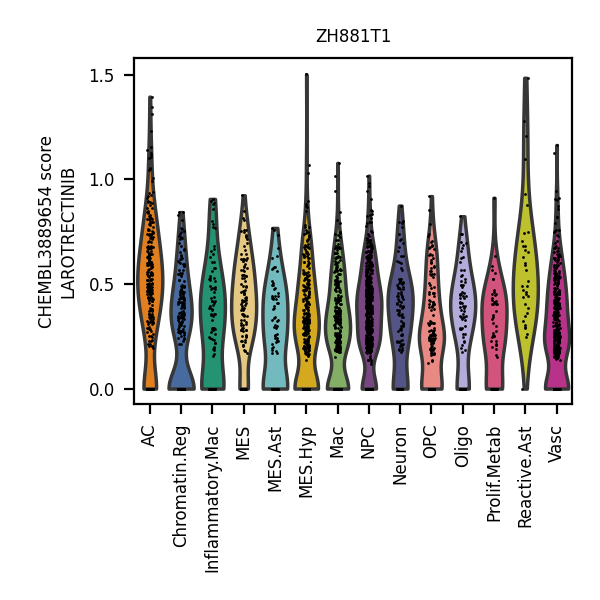 ZH881T1
CHEMBL3889654 score
LAROTRECTINIB
1.5
1.0
0.5
0.0
AC
Chromatin.Reg
Inflammatory.Mac
MES
MES.Ast
MES.Hyp
Mac
NPC
Neuron
OPC
Oligo
Prolif.Metab
Reactive.Ast
Vasc